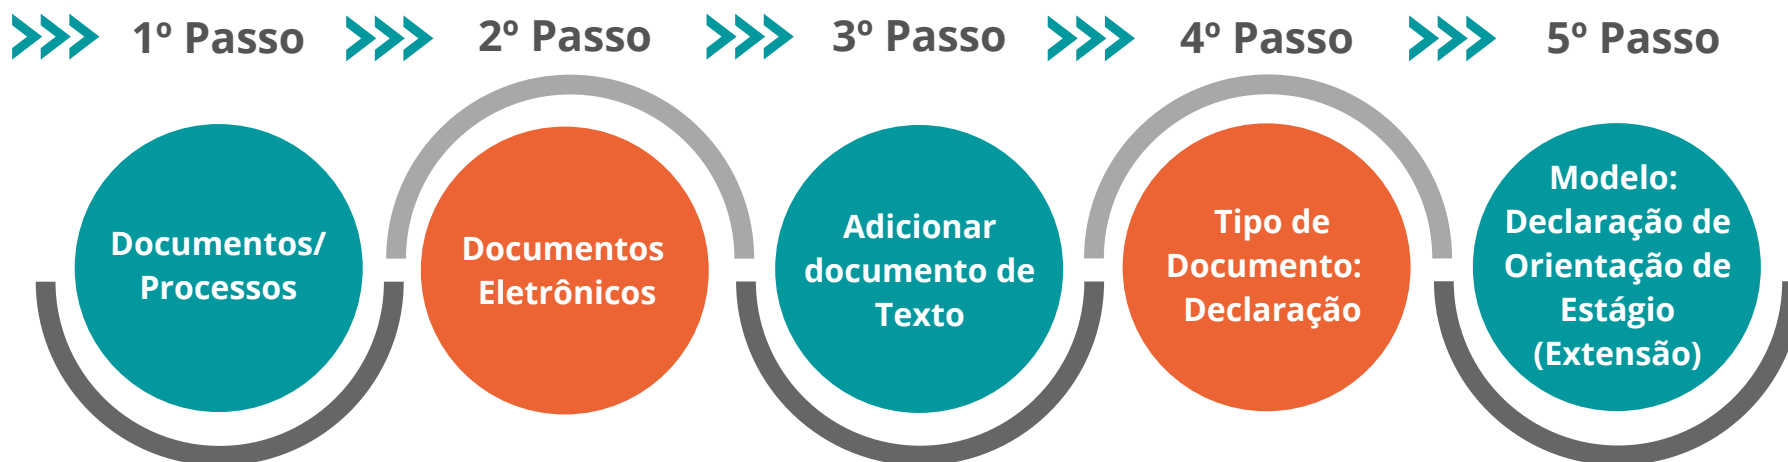 1º Passo
2º Passo
3º Passo
4º Passo
5º Passo
Documentos/
Processos
Documentos
Eletrônicos
Adicionar
documento de
Texto
Tipo de
Documento:
Declaração
Modelo:
Declaração de
Orientação de
Estágio
(Extensão)